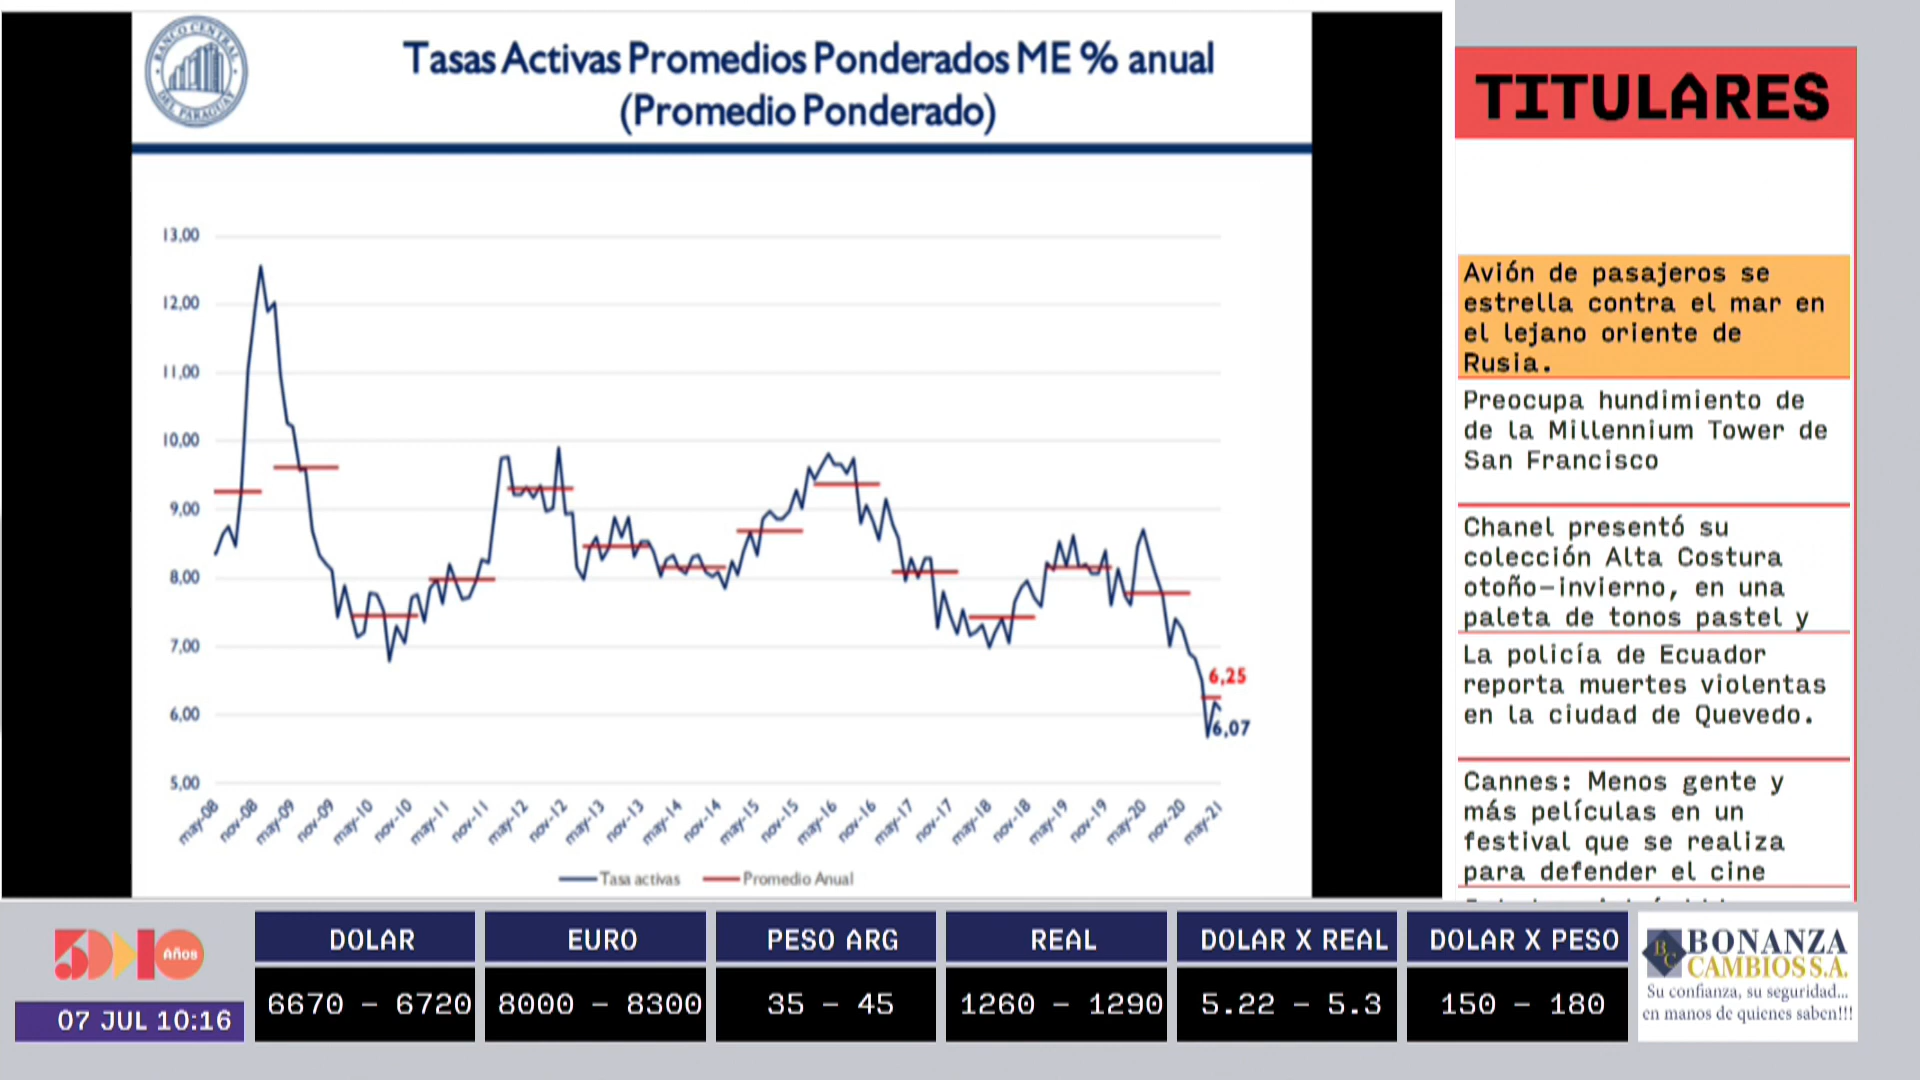 BANCO CENTRAL
DEL PARAGUAY
Tasas Activas Promedios Ponderados ME % anual
(Promedio Ponderado)
13,00
12,00
11,00
10,00
9,00
8,00
7,00
6,00
5,00
6,25
6,07
may-08
nov-08
may-09
nov-09
may-10
nov-10
may-11
nov-11
may-12
nov-12
may-13
nov-13
may-14
nov-14
may-15
nov-15
may-16
nov-16
may-17
nov-17
may-18
nov-18
may-19
nov-19
may-20
nov-20
may-21
Tasa activas
Promedio Anual
TITULARES
Avión de pasajeros se
estrella contra el mar en
el lejano oriente de
Rusia.
Preocupa hundimiento de
de la Millennium Tower de
San Francisco
Chanel presentó su
colección Alta Costura
otoño-invierno, en una
paleta de tonos pastel y
La policía de Ecuador
reporta muertes violentas
en la ciudad de Quevedo.
Cannes: Menos gente y
más películas en un
festival que se realiza
para defender el cine
Años
07 JUL 10:16
DOLAR
6670 - 6720
EURO
8000 - 8300
PESO ARG
35 - 45
REAL
1260 - 1290
DOLAR X REAL
5.22 - 5.3
DOLAR X PESO
150 - 180
BC
BONANZA
CAMBIOS S.A.
Su confianza, su seguridad...
en manos de quienes saben!!!